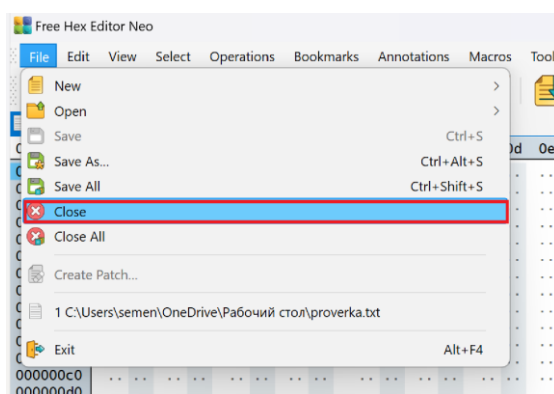 Free Hex Editor Neo
File Edit View Select Operations Bookmarks Annotations Macros
New
Open
Save Ctrl+S
0d 0e
Save As... Ctrl+Alt+S
Save All Ctrl+Shift+S
Close
Close All
Create Patch...
1 C:\Users\semen\OneDrive\Рабочий стол\proverka.txt
Exit Alt+F4
000000c0
000000d0